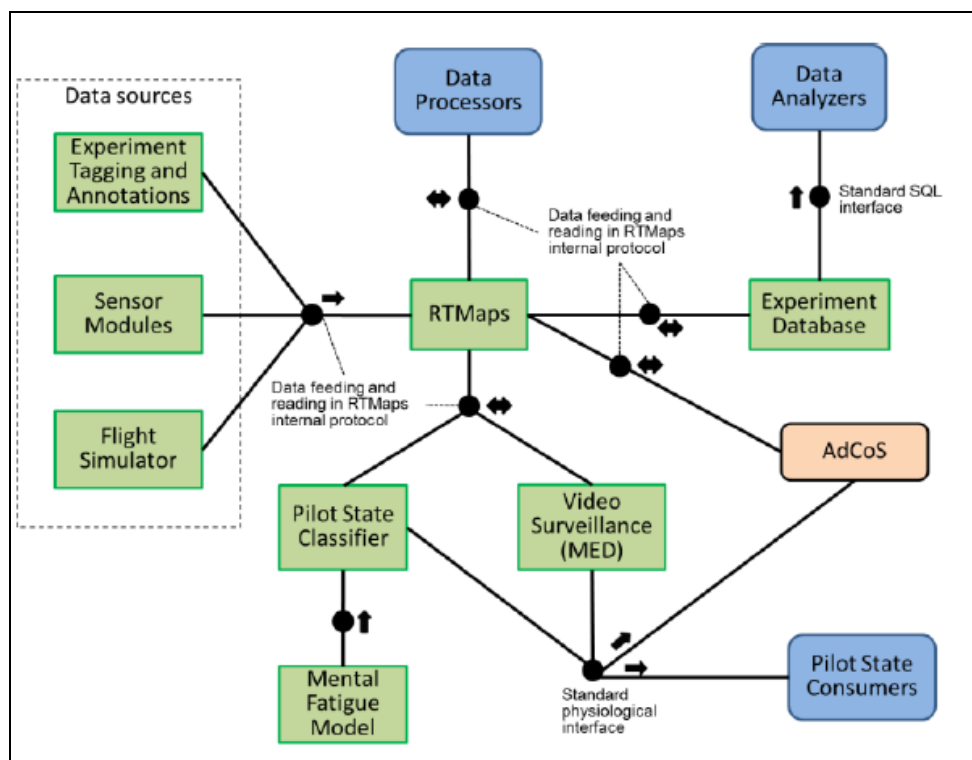 Data sources
Experiment
Tagging and
Annotations
Sensor
Modules
Flight
Simulator
Data
Processors
Data
Analyzers
Standard SQL
interface
Data feeding and
reading in RTMaps
internal protocol
RTMaps
Experiment
Database
Data feeding and
reading in RTMaps
internal protocol
AdCoS
Pilot State
Classifier
Video
Surveillance
(MED)
Mental
Fatigue
Model
Standard
physiological
interface
Pilot State
Consumers